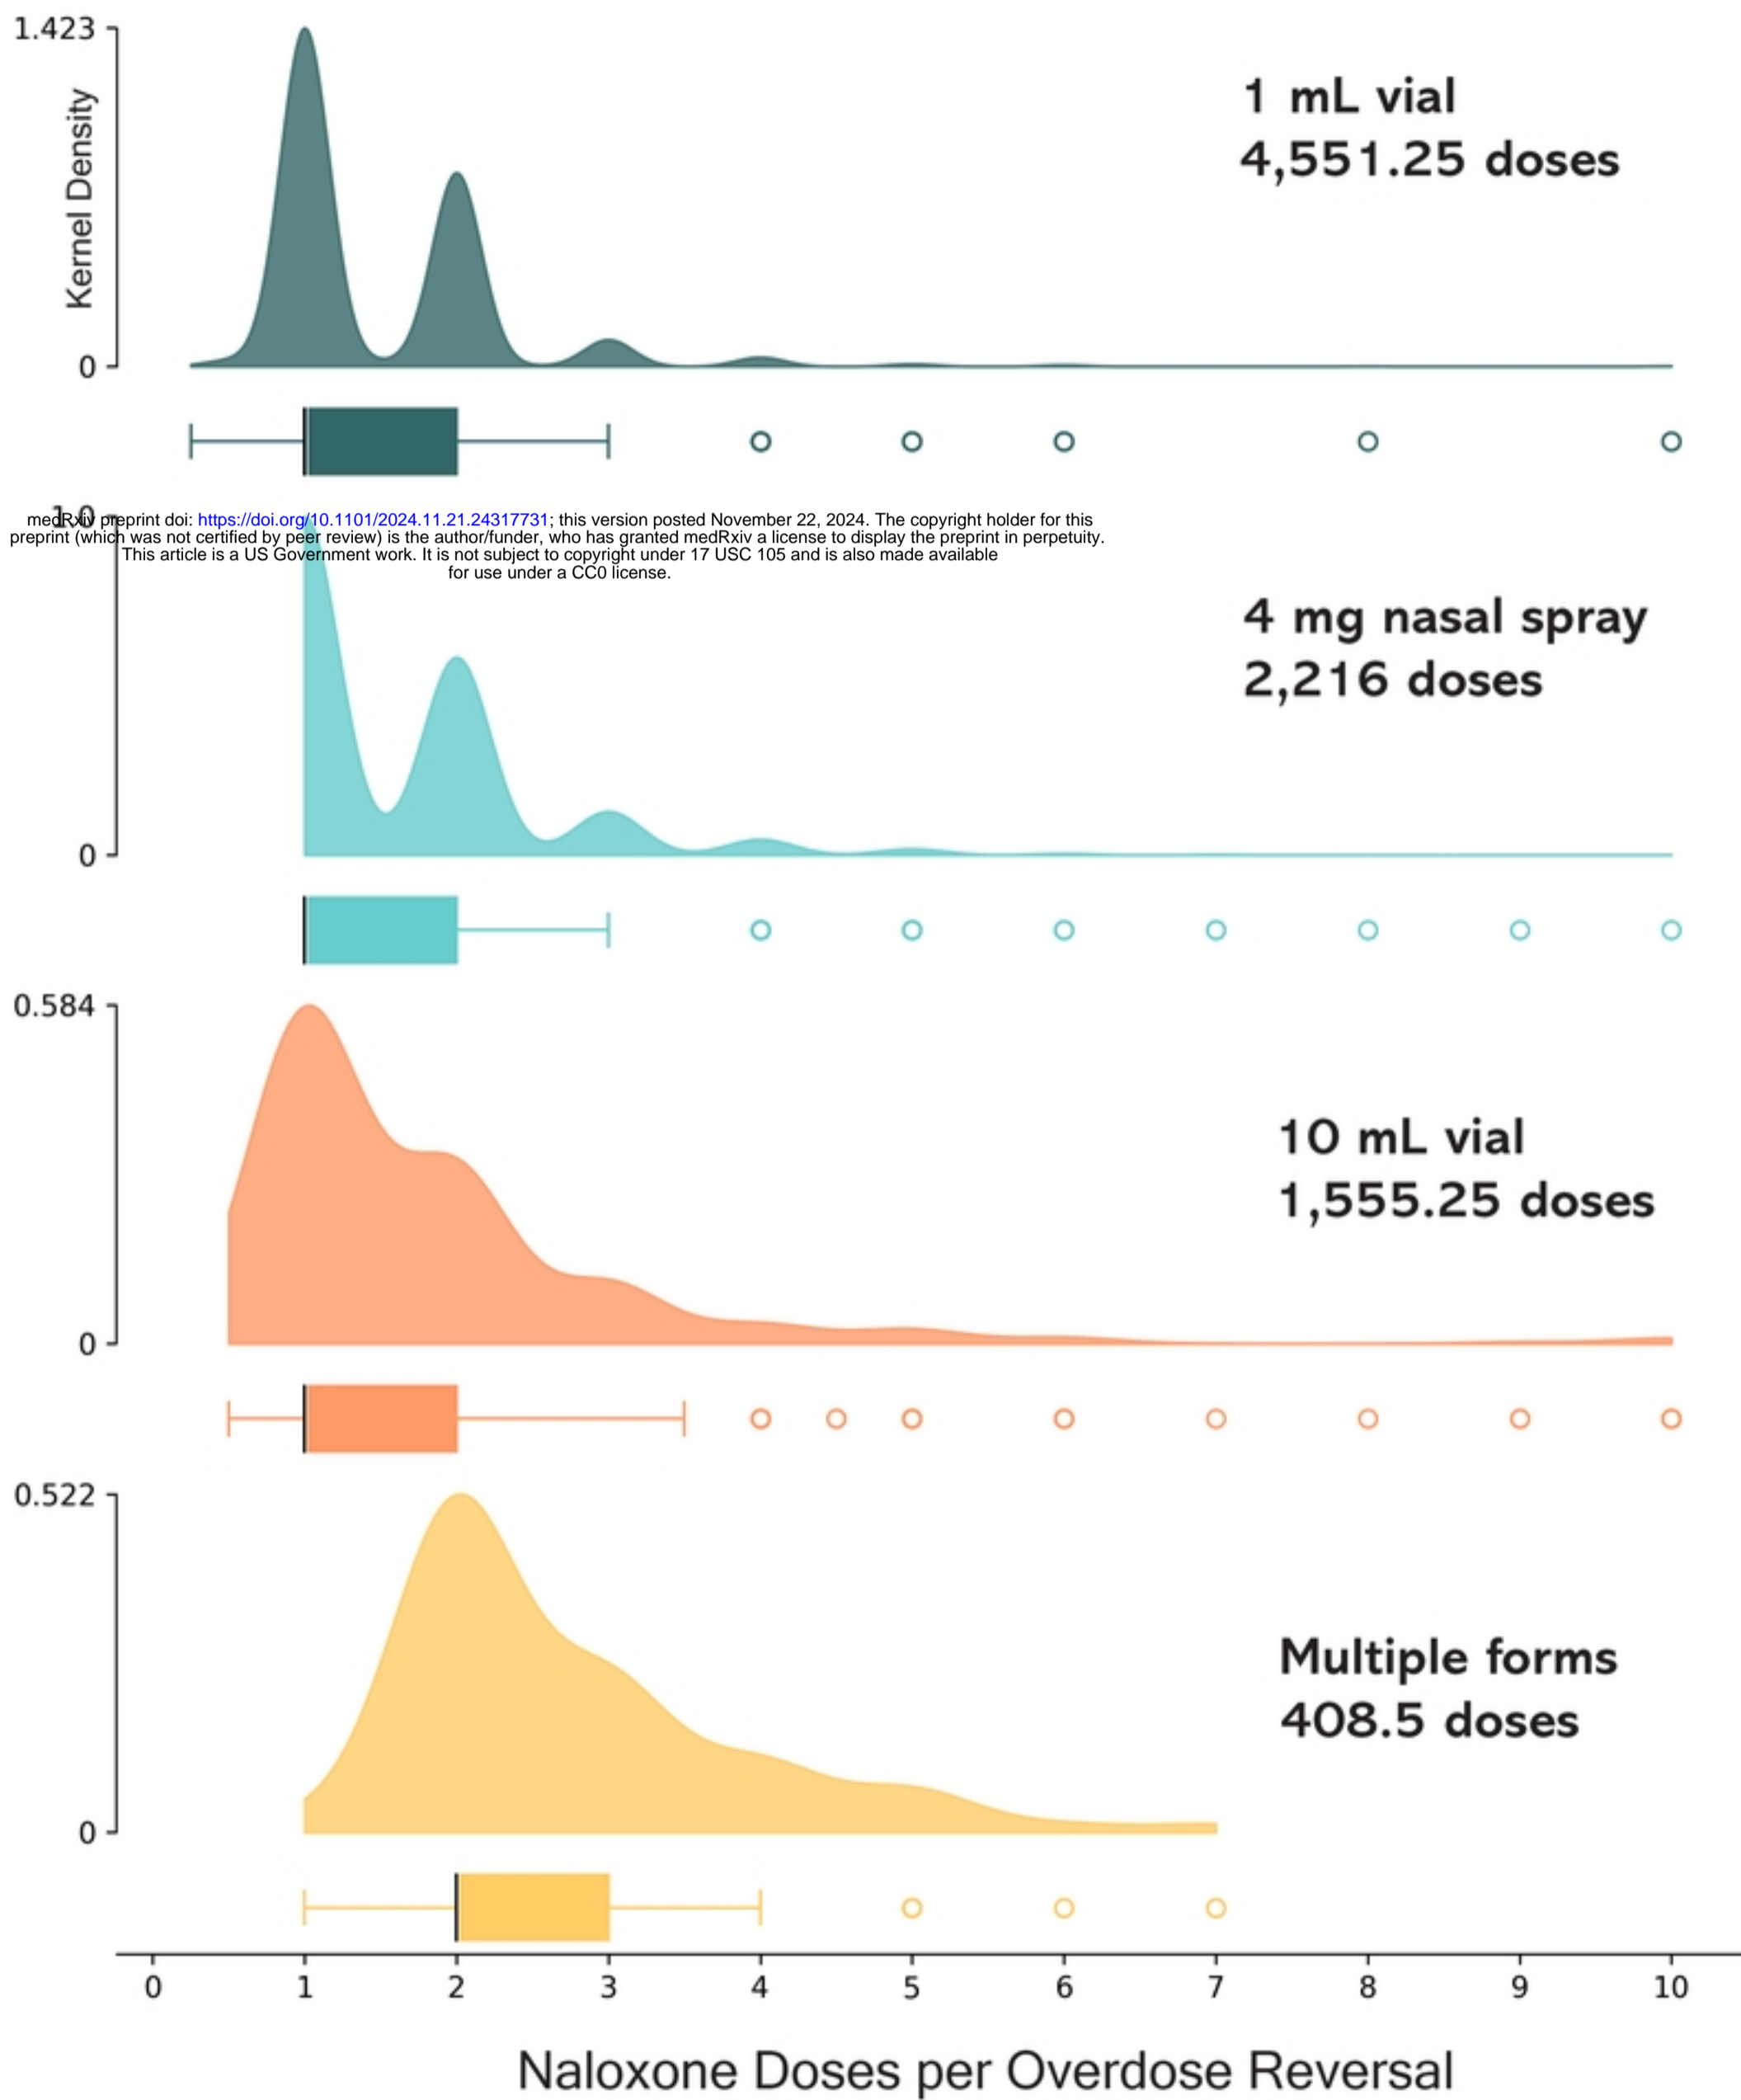 1.423
Kernel Density
0
1 mL vial
4,551.25 doses
1.0
medRxiv preprint doi: https://doi.org/10.1101/2024.11.21.24317731; this version posted November 22, 2024. The copyright holder for this
preprint (which was not certified by peer review) is the author/funder, who has granted medRxiv a license to display the preprint in perpetuity.
This article is a US Government work. It is not subject to copyright under 17 USC 105 and is also made available
for use under a CC0 license.
4 mg nasal spray
2,216 doses
0
0.584
10 mL vial
1,555.25 doses
0
0.522
Multiple forms
408.5 doses
0
0 1 2 3 4 5 6 7 8 9 10
Naloxone Doses per Overdose Reversal